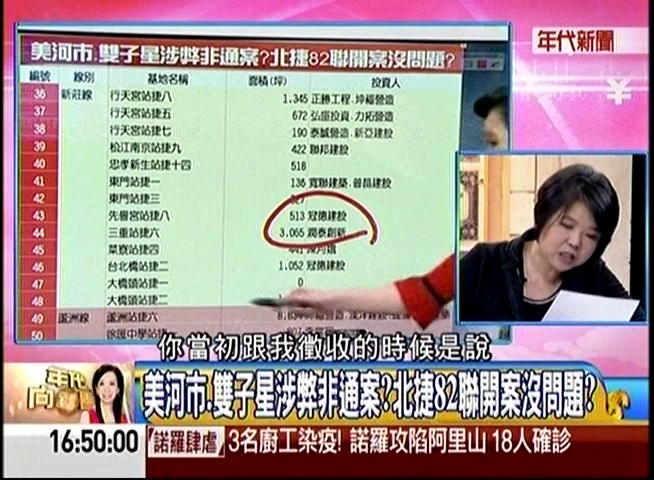 年代新聞
美河市.雙子星涉弊非通案?北捷82聯開案沒問題?
編號 線別 基地名稱 面積(坪) 投資人
36 新莊線 行天宮站捷八 1.345 正勝工程.坤福營造
37 行天宮站捷五 672 弘啟投資.力拓營造
38 行天宮站捷七 190 泰誠營造.新亞建設
39 松江南京站捷九 422 聯邦建設
40 忠孝新生站捷十四 518
41 東門站捷一 136 寬聯建築.普晶建設
42 東門站捷三
43 先嗇宮站捷八 513 冠德建設
44 三重站捷六 3.065 潤泰創新
45 菜寮站捷四
46 台北橋站捷二 1.052 冠德建設
47 大橋頭站捷一 0
48 大橋頭站捷二
49 蘆洲線 蘆洲站捷六
50 徐匯中學站捷
你當初跟我徵收的時候是說
年代向錢看
美河市.雙子星涉弊非通案?北捷82聯開案沒問題?
16:50:00 諾羅肆虐 3名廚工染疫! 諾羅攻陷阿里山 18人確診